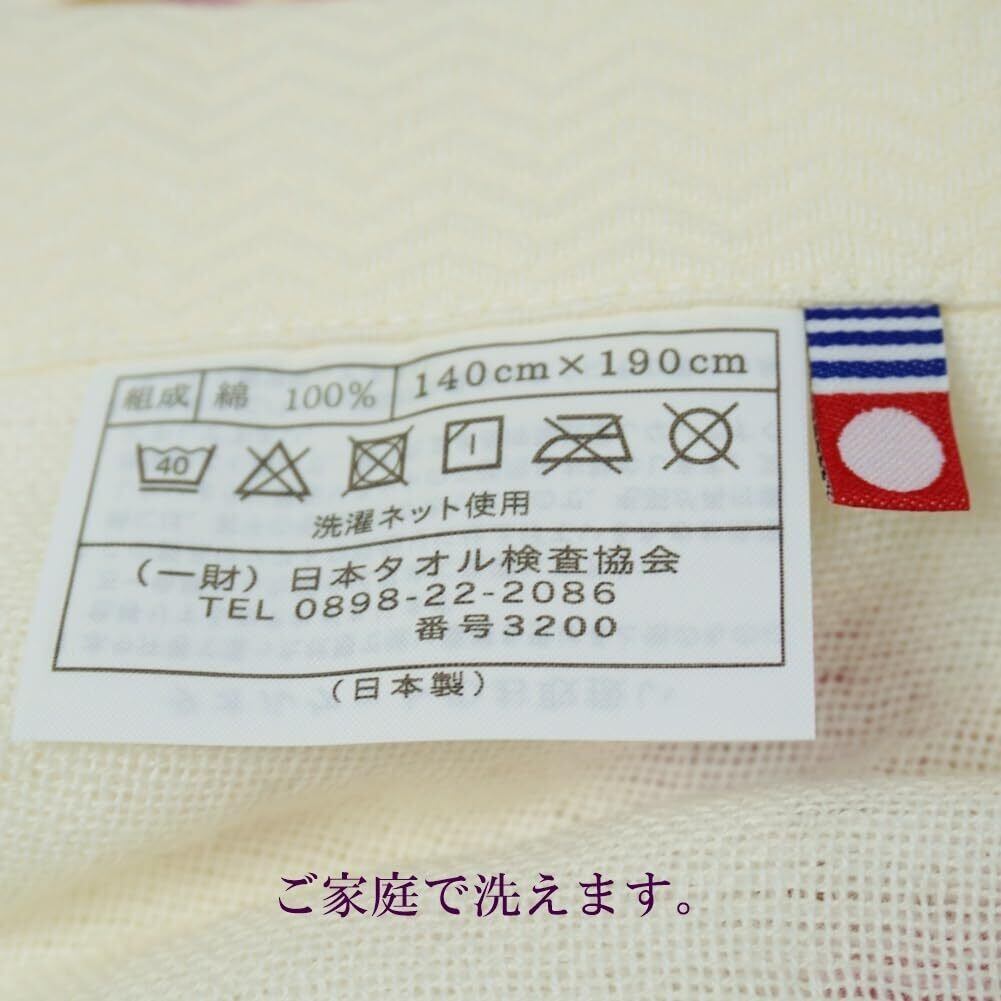 組成 綿 100% 140cm×190cm
40
洗濯ネット使用
(一財) 日本タオル検査協会
TEL 0898-22-2086
番号3200
(日本製)
ご家庭で洗えます。